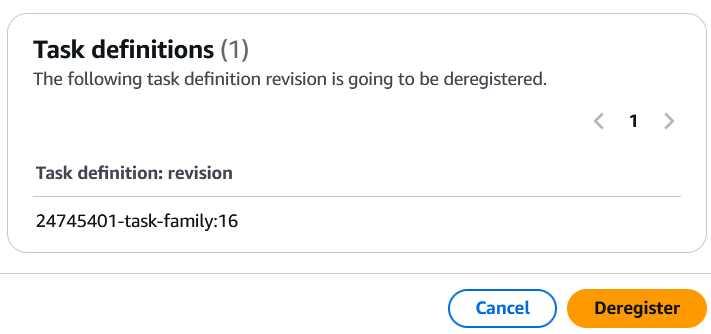 Task definitions (1)
The following task definition revision is going to be deregistered.
1
Task definition: revision
24745401-task-family:16
Cancel
Deregister